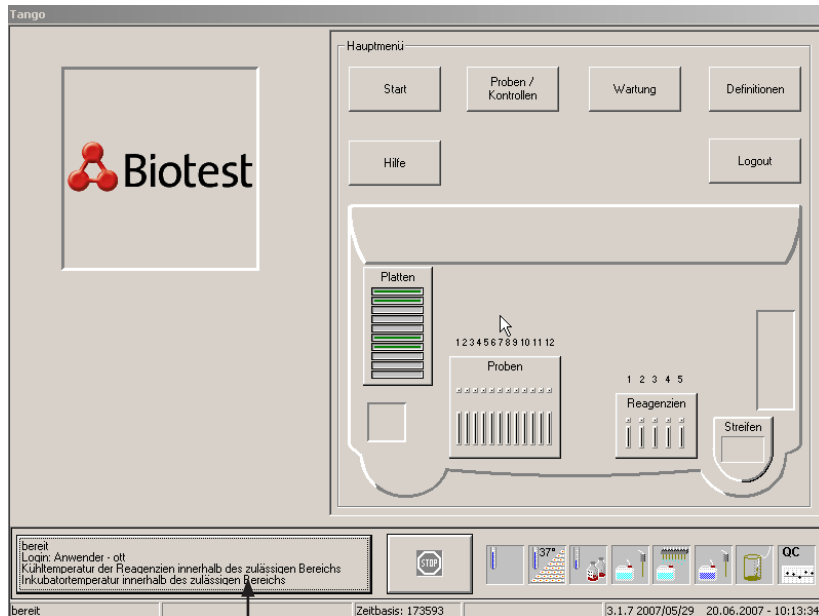 Tango
Hauptmenü
Start
Proben /
Kontrollen
Wartung
Definitionen
Hilfe
Logout
Biotest
Platten
1 2 3 4 5 6 7 8 9 10 11 12
Proben
1 2 3 4 5
Reagenzien
Streifen
bereit
Login: Anwender - ott
Kühltemperatur der Reagenzien innerhalb des zulässigen Bereichs
Inkubatortemperatur innerhalb des zulässigen Bereichs
STOP
37°
QC
bereit
Zeitbasis: 173593
3.1.7 2007/05/29
20.06.2007 - 10:13:34